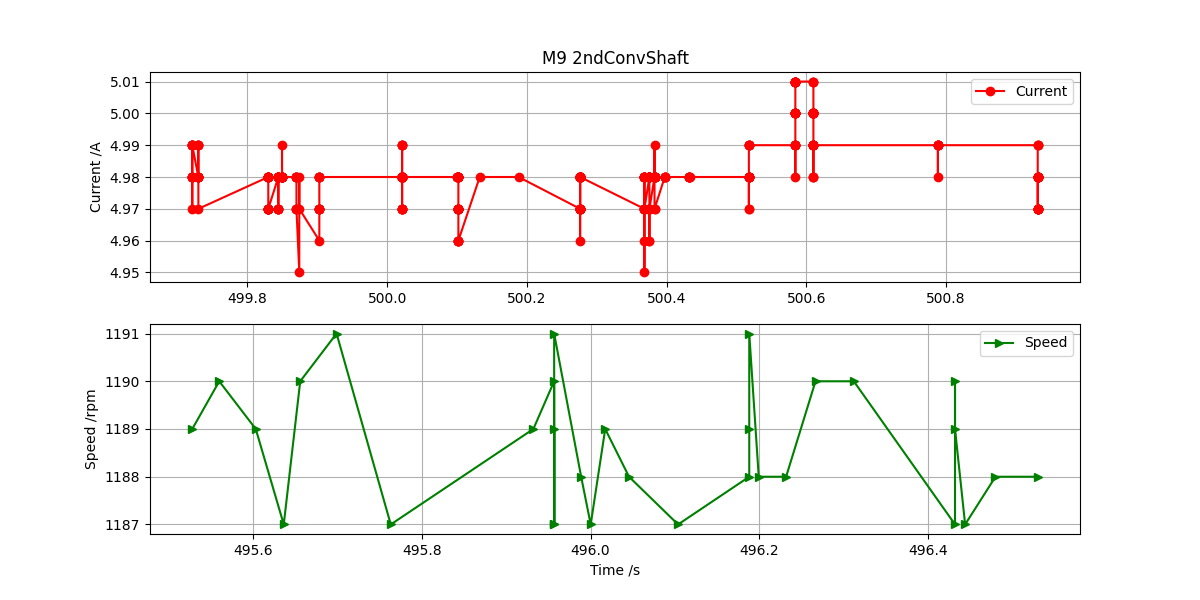 M9 2ndConvShaft
5.01
5.00
4.99
4.98
4.97
4.96
4.95
Current /A
Current
499.8 500.0 500.2 500.4 500.6 500.8
1191
1190
1189
1188
1187
Speed /rpm
Speed
495.6 495.8 496.0 496.2 496.4
Time /s